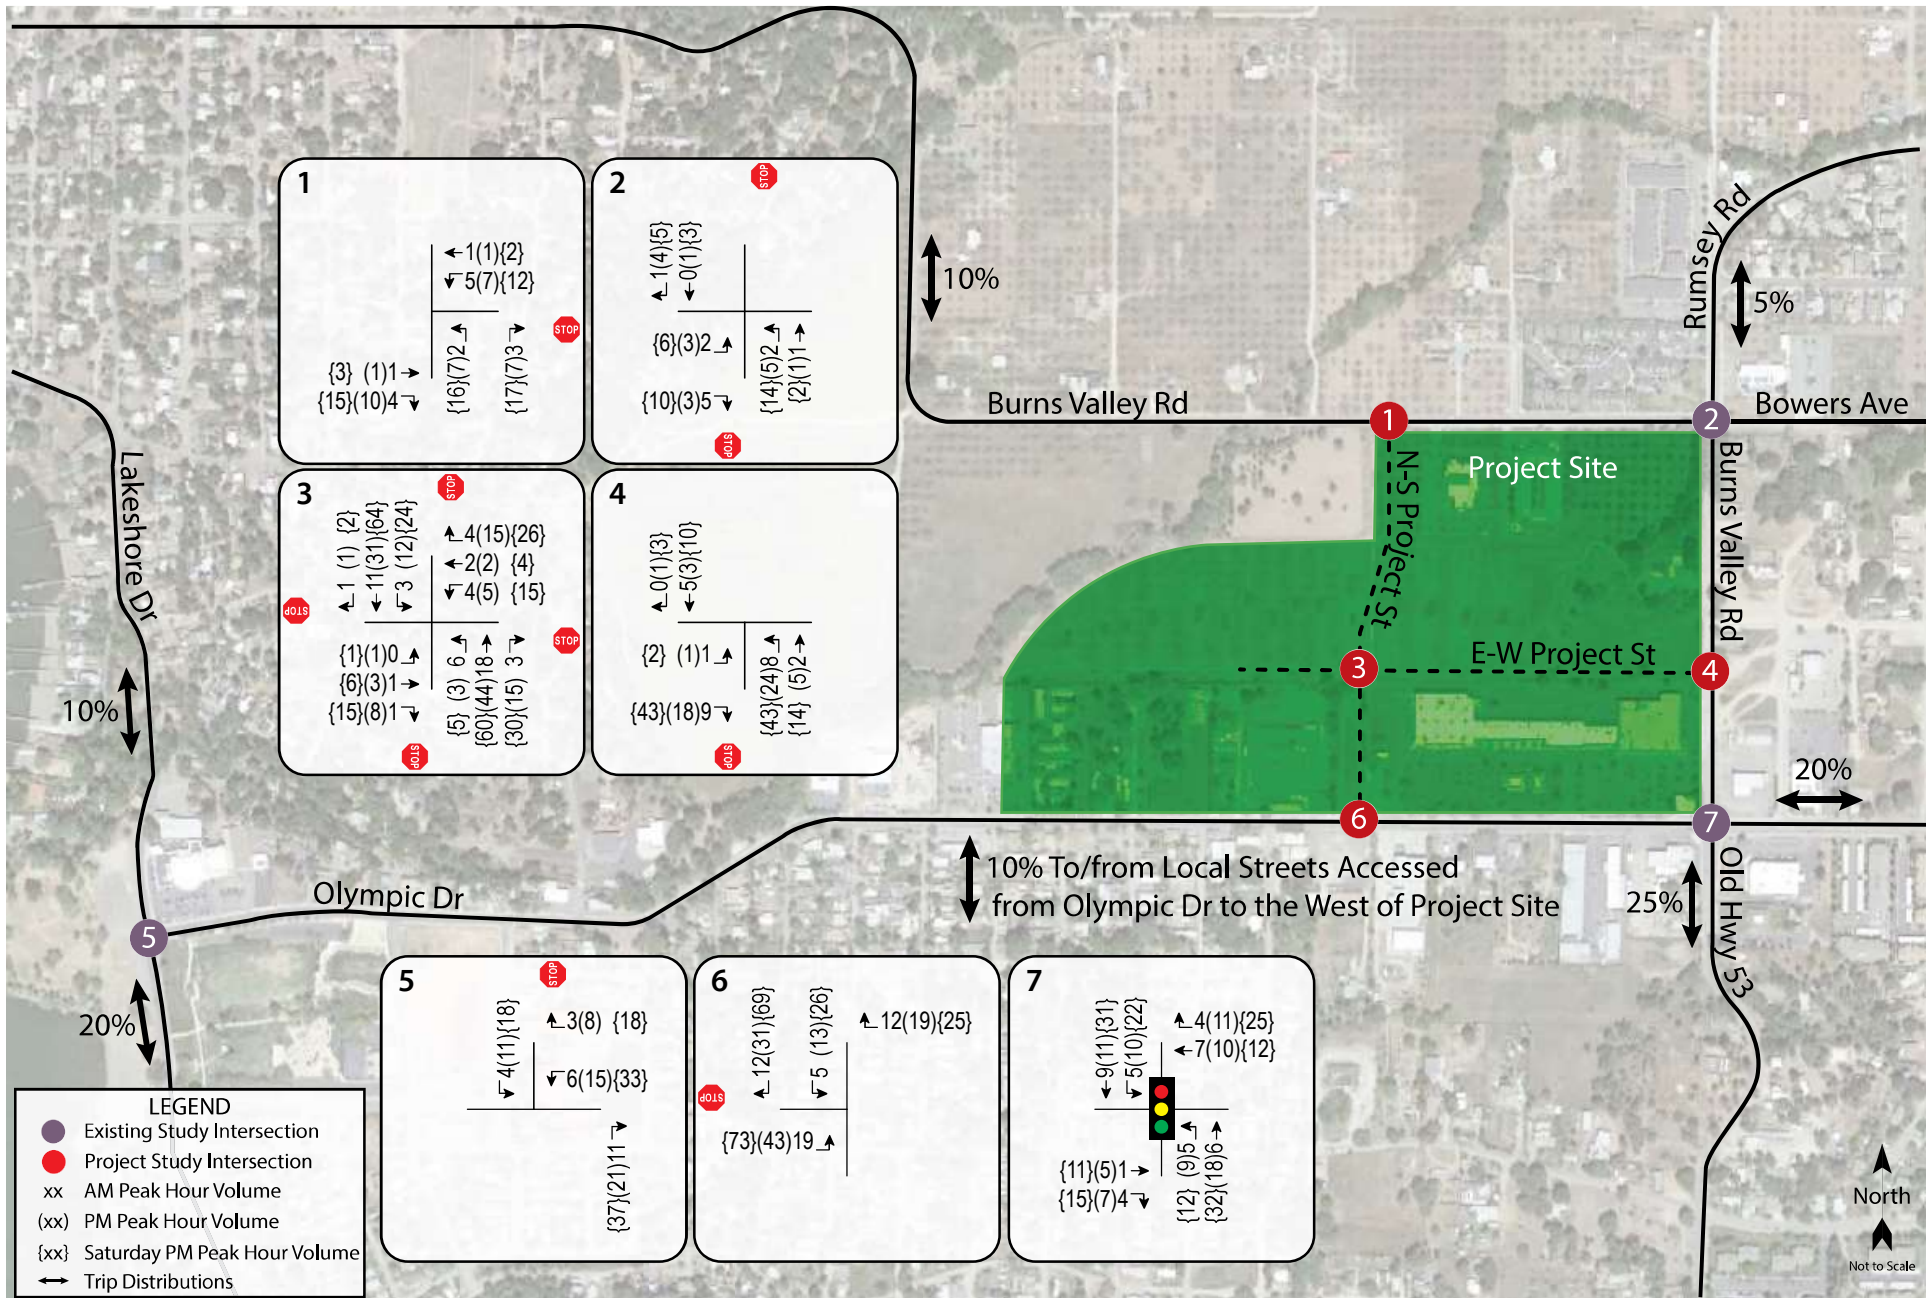 1
STOP
1(1){2}
5(7){12}
{3} (1)1
{15}(10)4
{16}(7)2
{17}(7)3
2
STOP
1(4){5}
0(1){3}
{6}(3)2
{10}(3)5
{14}(5)2
{2}(1)1
STOP
3
STOP
1 (1) {2}
11(31){64}
3 (12){24}
4(15){26}
2(2) {4}
4(5) {15}
STOP
STOP
{1}(1)0
{6}(3)1
{15}(8)1
{5} (3) 6
{60}(44)18
{30}(15) 3
STOP
4
0(1){3}
5(3){10}
{2} (1)1
{43}(18)9
{43}(24)8
{14} (5)2
STOP
10%
Rumsey Rd
5%
Burns Valley Rd
1
2
Bowers Ave
Project Site
N-S Project St
Burns Valley Rd
E-W Project St
3
4
Lakeshore Dr
10%
20%
6
7
10% To/from Local Streets Accessed
from Olympic Dr to the West of Project Site
25%
Old Hwy 53
Olympic Dr
5
20%
5
STOP
4(11){18}
3(8) {18}
6(15){33}
{37}(21)11
6
12(31){69}
5 (13){26}
12(19){25}
STOP
{73}(43)19
7
9(11){31}
5(10){22}
4(11){25}
7(10){12}
{11}(5)1
{15}(7)4
{12} (9)5
{32}(18)6
LEGEND
Existing Study Intersection
Project Study Intersection
xx AM Peak Hour Volume
(xx) PM Peak Hour Volume
{xx} Saturday PM Peak Hour Volume
Trip Distributions
North
Not to Scale